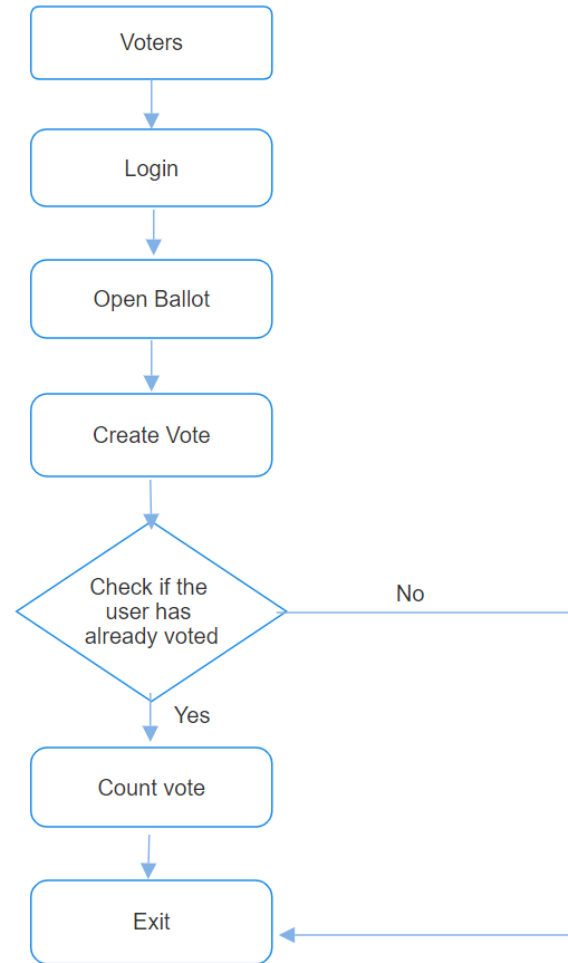 Voters
Login
Open Ballot
Create Vote
Check if the
user has
already voted
No
Yes
Count vote
Exit